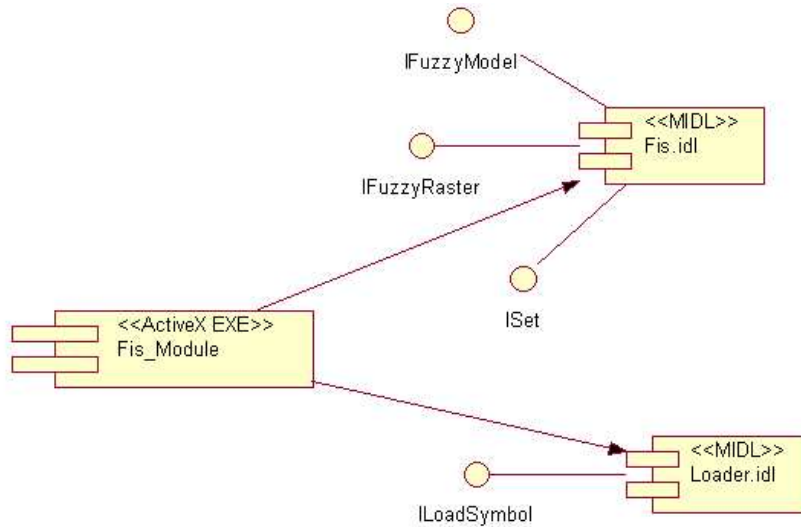 IFuzzyModel
<<MIDL>>
Fis.idl
IFuzzyRaster
ISet
<<ActiveX EXE>>
Fis_Module
<<MIDL>>
Loader.idl
ILoadSymbol